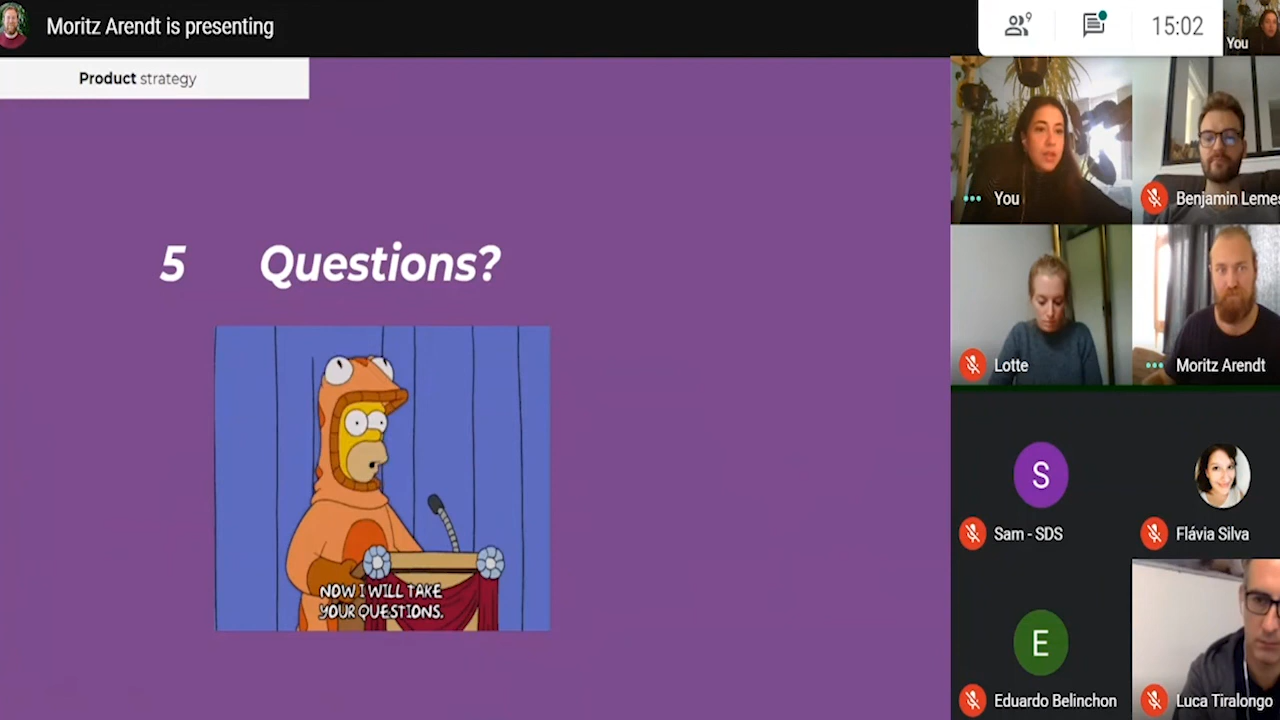 Moritz Arendt is presenting
9
15:02
You
Product strategy
5 Questions?
NOW I WILL TAKE
YOUR QUESTIONS.
You
Benjamin Lemes
Lotte
Moritz Arendt
S
Sam - SDS
Flávia Silva
E
Eduardo Belinchon
Luca Tiralongo